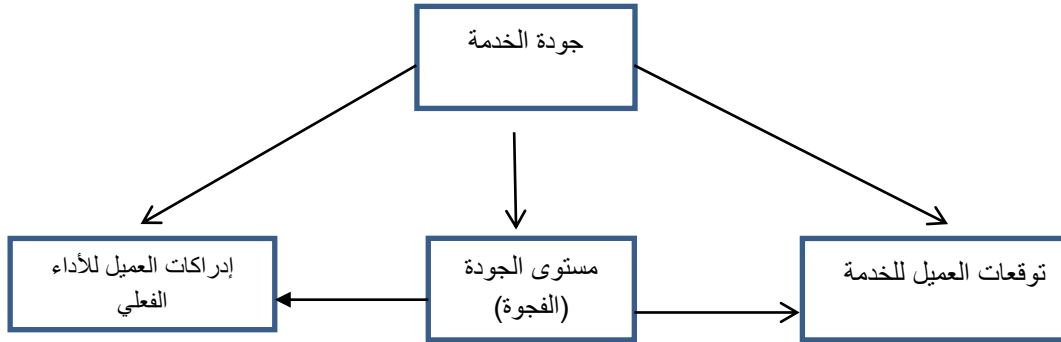 جودة الخدمة
توقعات العميل للخدمة
مستوى الجودة
(الفجوة)
إدراكات العميل للأداء
الفعلي